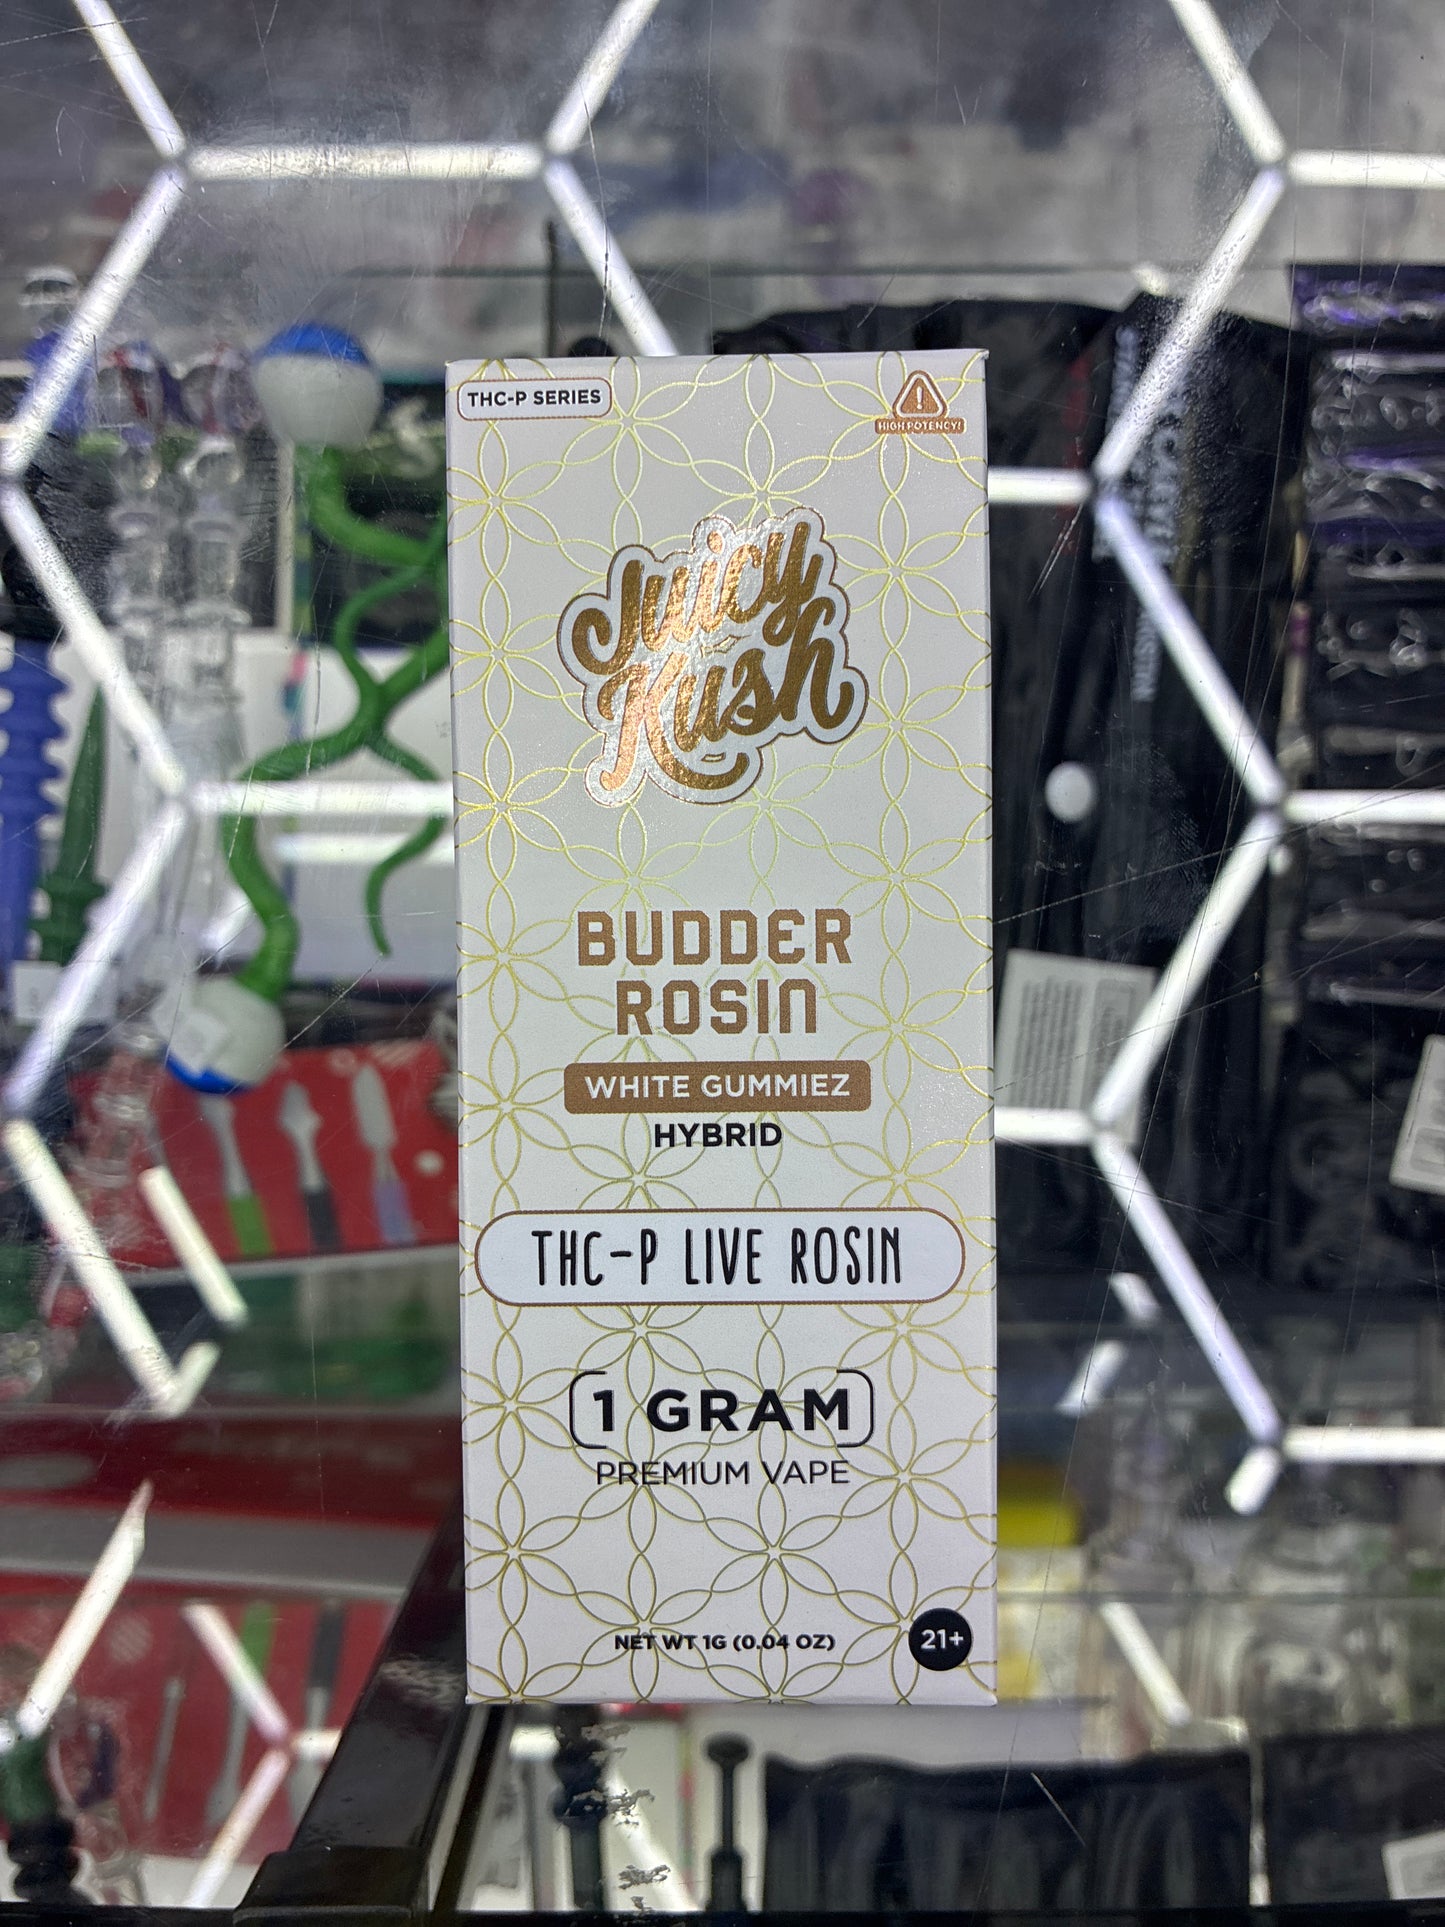 THC-P SERIES
HIGH POTENCY!
Juicy
Kush
BUDDER
ROSIN
WHITE GUMMIEZ
HYBRID
THC-P LIVE ROSIN
1 GRAM
PREMIUM VAPE
NET WT 1G (0.04 OZ)
21+